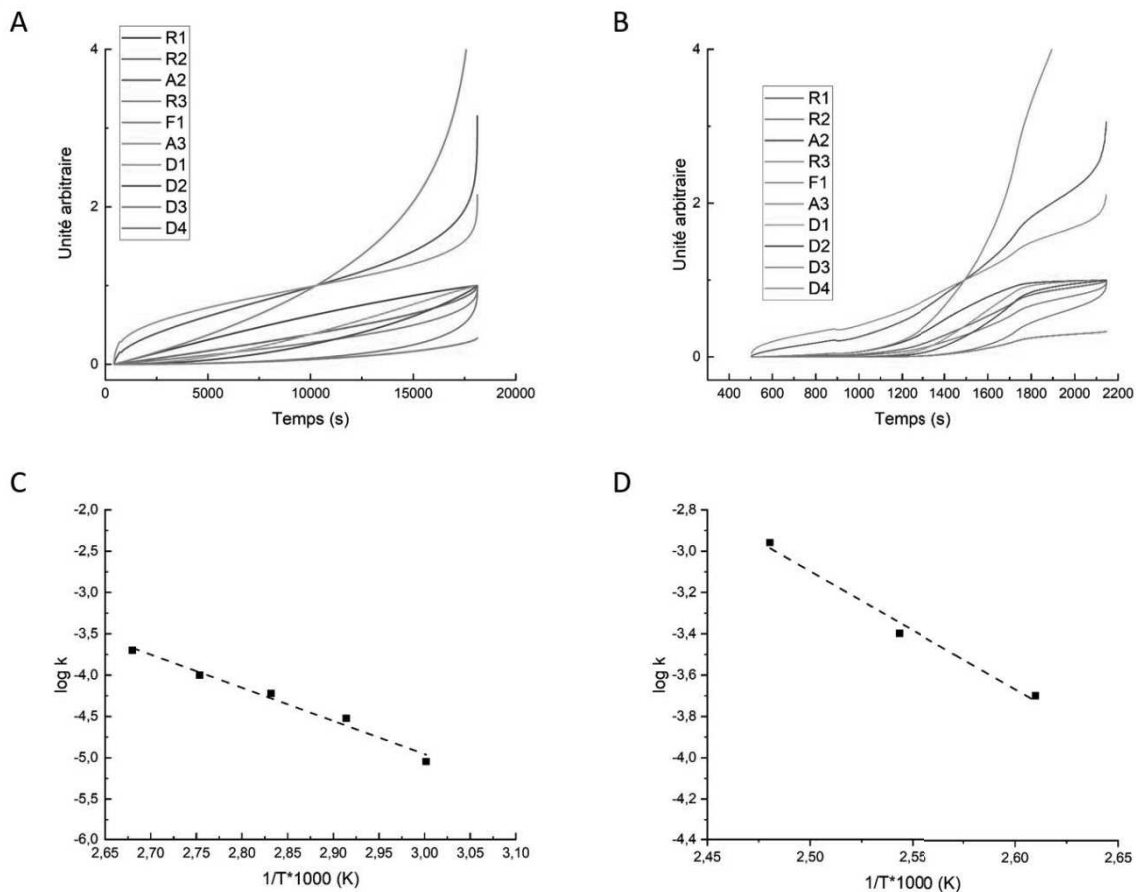 A
R1
R2
A2
R3
F1
A3
D1
D2
D3
D4
4
2
0
Unité arbitraire
0 5000 10000 15000 20000
Temps (s)
B
R1
R2
A2
R3
F1
A3
D1
D2
D3
D4
4
2
0
Unité arbitraire
400 600 800 1000 1200 1400 1600 1800 2000 2200
Temps (s)
C
-2,0
-2,5
-3,0
-3,5
-4,0
-4,5
-5,0
-5,5
-6,0
log k
2,65 2,70 2,75 2,80 2,85 2,90 2,95 3,00 3,05 3,10
1/T*1000 (K)
D
-2,8
-3,0
-3,2
-3,4
-3,6
-3,8
-4,0
-4,2
-4,4
log k
2,45 2,50 2,55 2,60 2,65
1/T*1000 (K)